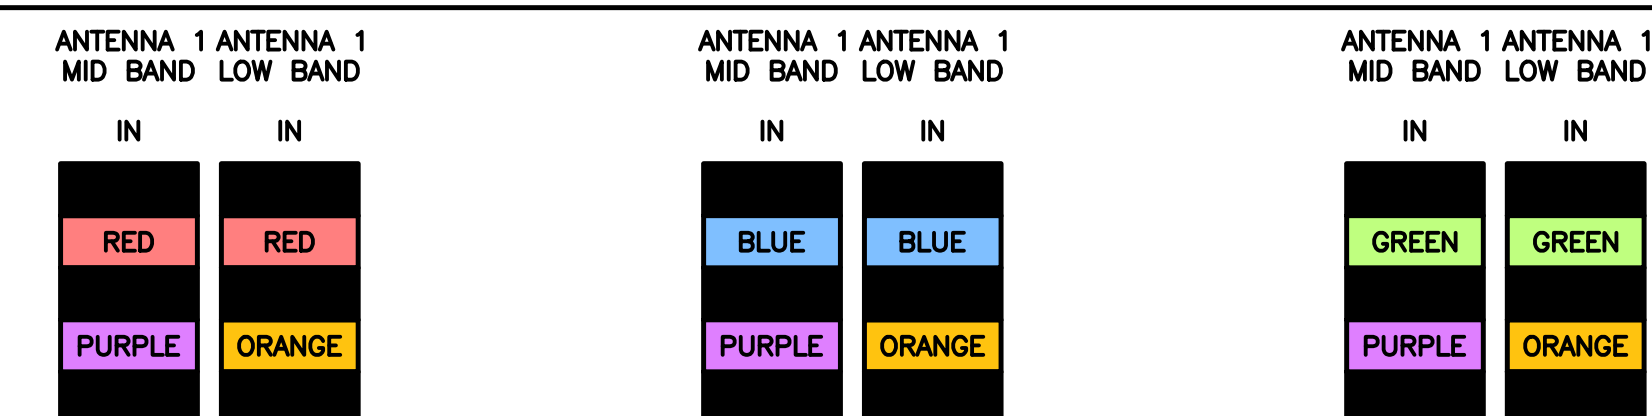 ANTENNA 1 ANTENNA 1 ANTENNA 1 ANTENNA 1 ANTENNA 1 ANTENNA 1
MID BAND LOW BAND MID BAND LOW BAND MID BAND LOW BAND
IN IN IN IN IN IN
RED RED BLUE BLUE GREEN GREEN
PURPLE ORANGE PURPLE ORANGE PURPLE ORANGE